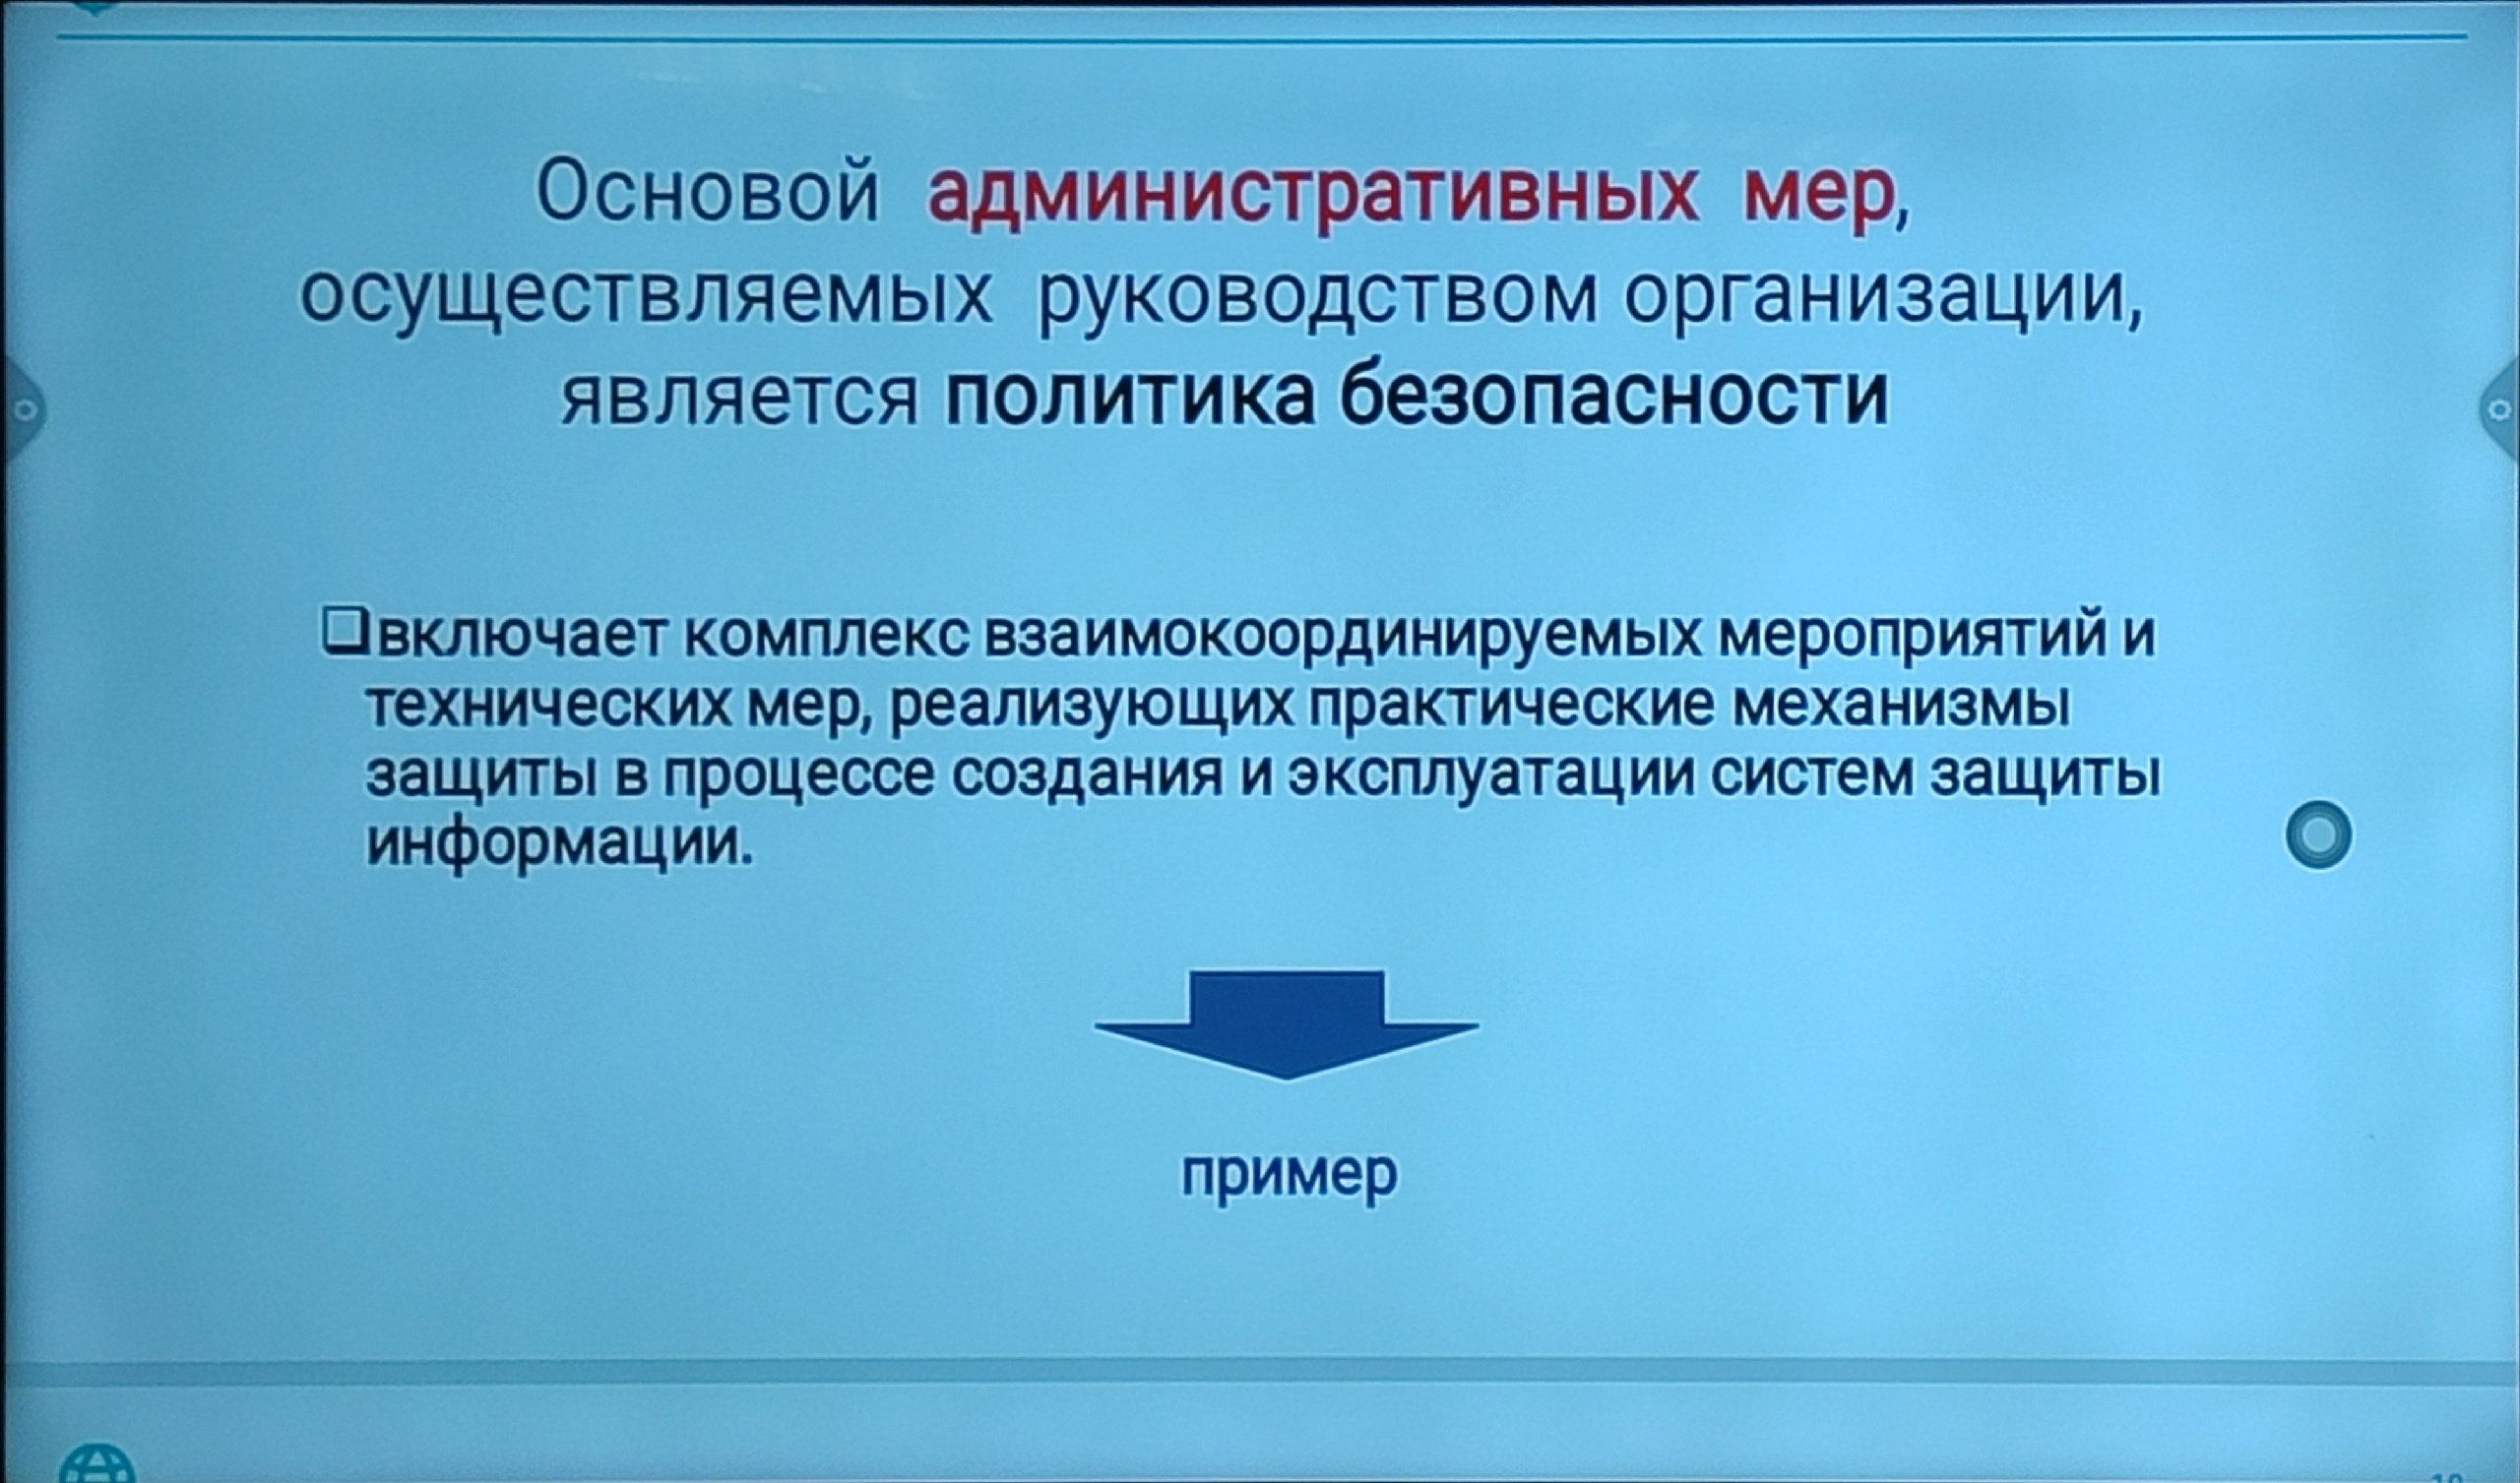 Основой административных мер,
осуществляемых руководством организации,
является политика безопасности
❑включает комплекс взаимокоординируемых мероприятий и
технических мер, реализующих практические механизмы
защиты в процессе создания и эксплуатации систем защиты
информации.
пример